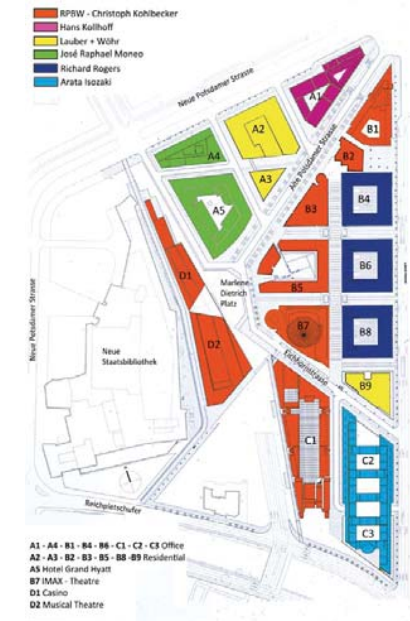 RPBW - Christoph Kohlbecker
Hans Kollhoff
Lauber + Wöhr
José Raphael Moneo
Richard Rogers
Arata Isozaki
Neue Potsdamer Strasse
A1
A2
B1
Alte Potsdamer Strasse
B2
A4
A3
B3
B4
A5
D1
B5
B6
Marlene
Dietrich
Platz
Neue Potsdamer Strasse
B7
B8
D2
Neue
Staatsbibliothek
Eichhornstrasse
B9
C1
C2
Reichpietschufer
C3
A1 - A4 - B1 - B4 - B6 - C1 - C2 - C3 Office
A2 - A3 - B2 - B3 - B5 - B8 -B9 Residential
A5 Hotel Grand Hyatt
B7 IMAX - Theatre
D1 Casino
D2 Musical Theatre